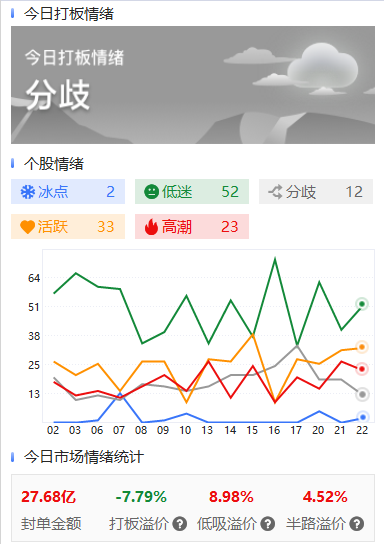 今日打板情绪
今日打板情绪
分歧
个股情绪
冰点 2 低迷 52 分歧 12
活跃 33 高潮 23
64
51
38
25
13
02 03 06 07 08 09 10 13 14 15 16 17 20 21 22
今日市场情绪统计
27.68亿 -7.79% 8.98% 4.52%
封单金额 打板溢价? 低吸溢价? 半路溢价?